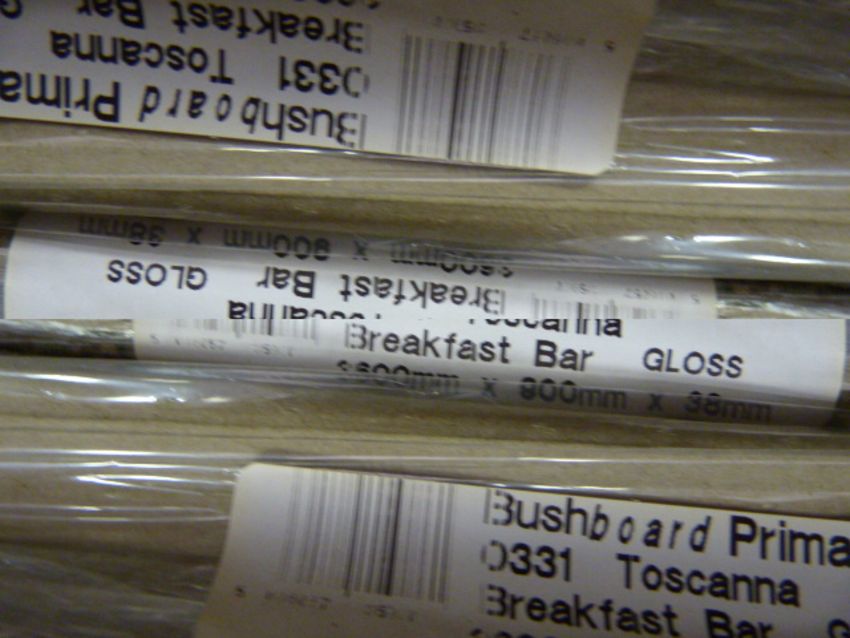 Breakfast Bar
0331 Toscanna
Bushboard Prima
900mm x 38mm
Breakfast Bar GLOSS
Toscanna
Breakfast Bar GLOSS
3600mm x 900mm x 38mm
Bushboard Prima
0331 Toscanna
Breakfast Bar